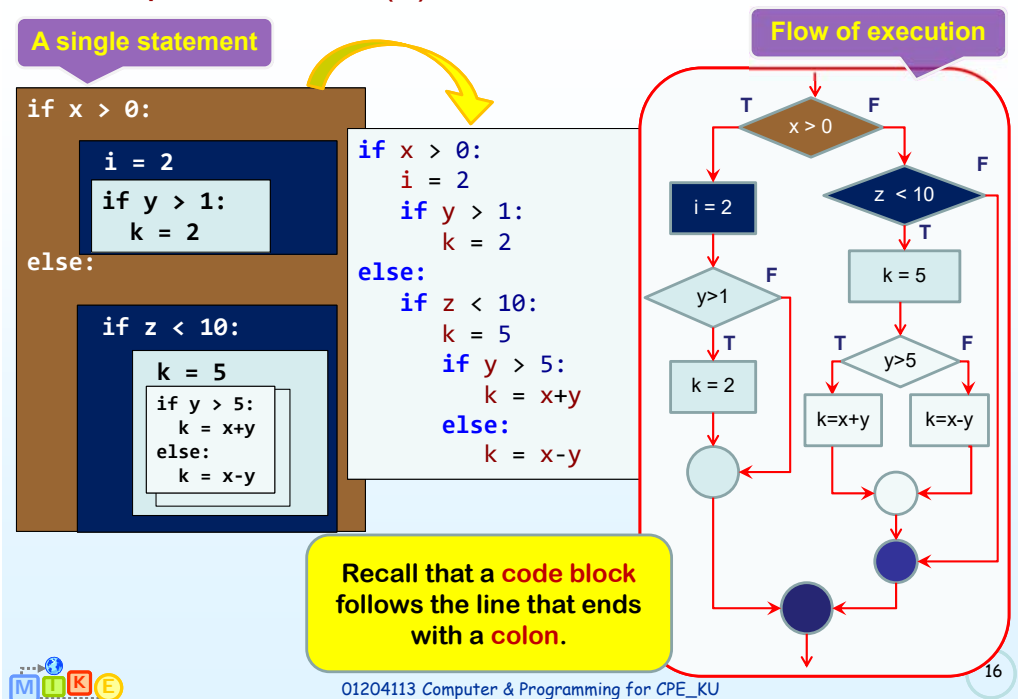 A single statement
Flow of execution
if x > 0:
i = 2
if y > 1:
k = 2
else:
if z < 10:
k = 5
if y > 5:
k = x+y
else:
k = x-y
if x > 0:
i = 2
if y > 1:
k = 2
else:
if z < 10:
k = 5
if y > 5:
k = x+y
else:
k = x-y
T
F
x > 0
F
i = 2
z < 10
T
k = 5
y>1
F
T
F
T
y>5
k = 2
k=x+y
k=x-y
Recall that a code block
follows the line that ends
with a colon.
MIKE
01204113 Computer & Programming for CPE_KU
16